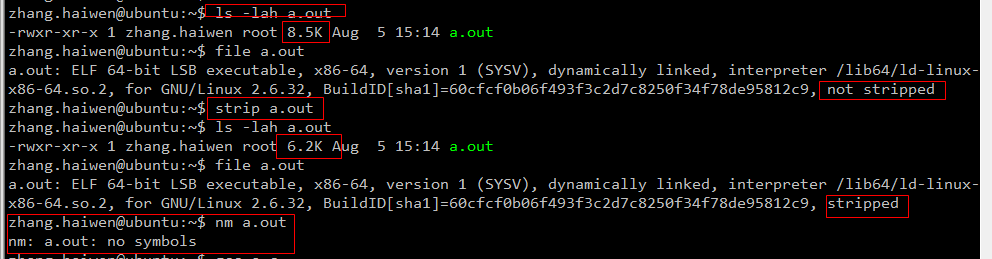 zhang.haiwen@ubuntu:~$ ls -lah a.out
-rwxr-xr-x 1 zhang.haiwen root 8.5K Aug  5 15:14 a.out
zhang.haiwen@ubuntu:~$ file a.out
a.out: ELF 64-bit LSB executable, x86-64, version 1 (SYSV), dynamically linked, interpreter /lib64/ld-linux-
x86-64.so.2, for GNU/Linux 2.6.32, BuildID[sha1]=60cfcf0b06f493f3c2d7c8250f34f78de95812c9, not stripped
zhang.haiwen@ubuntu:~$ strip a.out
zhang.haiwen@ubuntu:~$ ls -lah a.out
-rwxr-xr-x 1 zhang.haiwen root 6.2K Aug  5 15:14 a.out
zhang.haiwen@ubuntu:~$ file a.out
a.out: ELF 64-bit LSB executable, x86-64, version 1 (SYSV), dynamically linked, interpreter /lib64/ld-linux-
x86-64.so.2, for GNU/Linux 2.6.32, BuildID[sha1]=60cfcf0b06f493f3c2d7c8250f34f78de95812c9, stripped
zhang.haiwen@ubuntu:~$ nm a.out
nm: a.out: no symbols